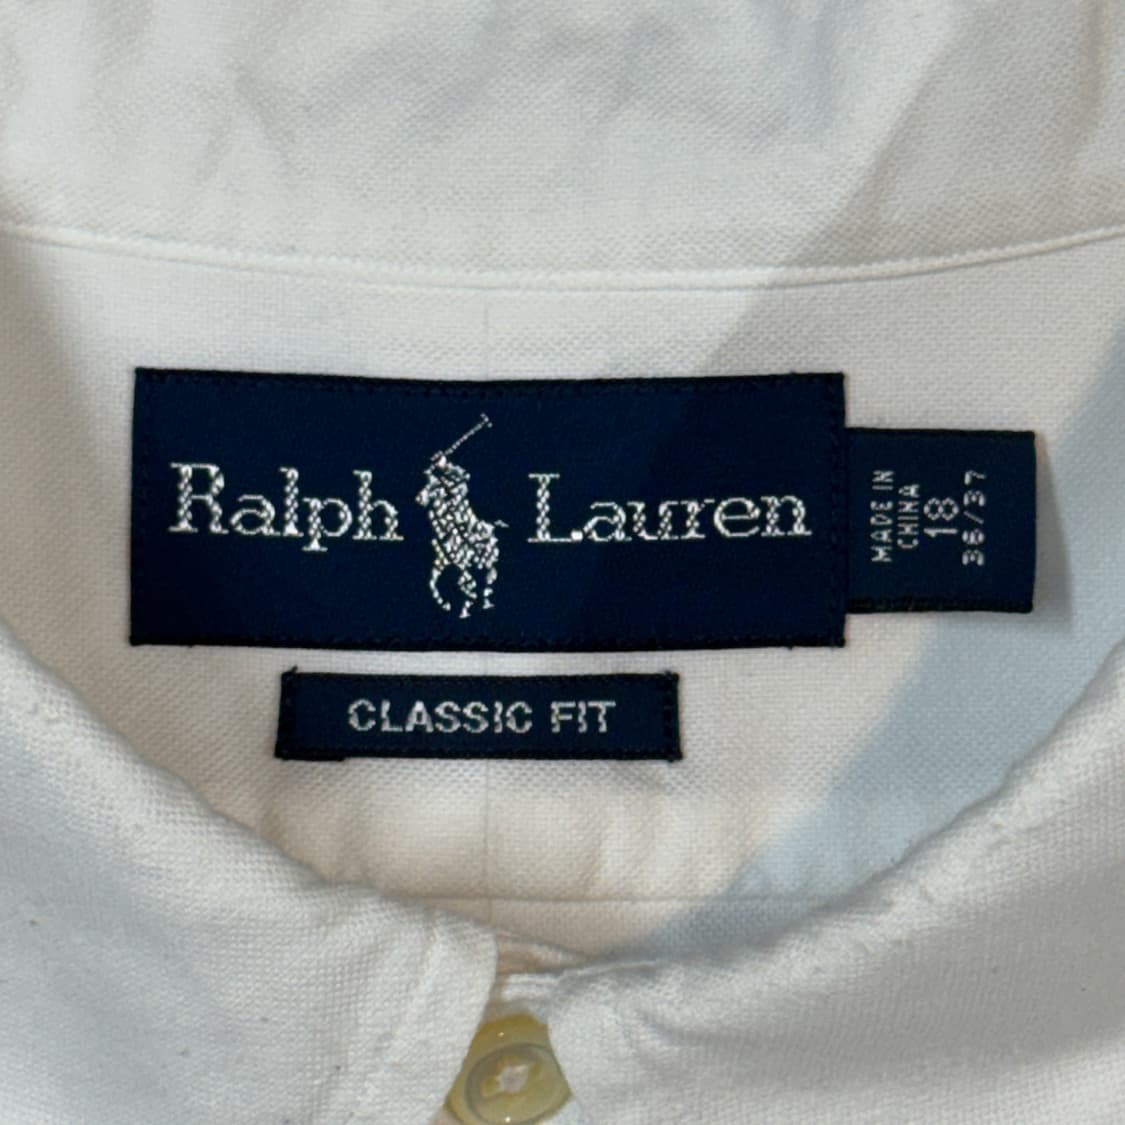 Ralph Lauren
MADE IN
CHINA
18
36/37
CLASSIC FIT